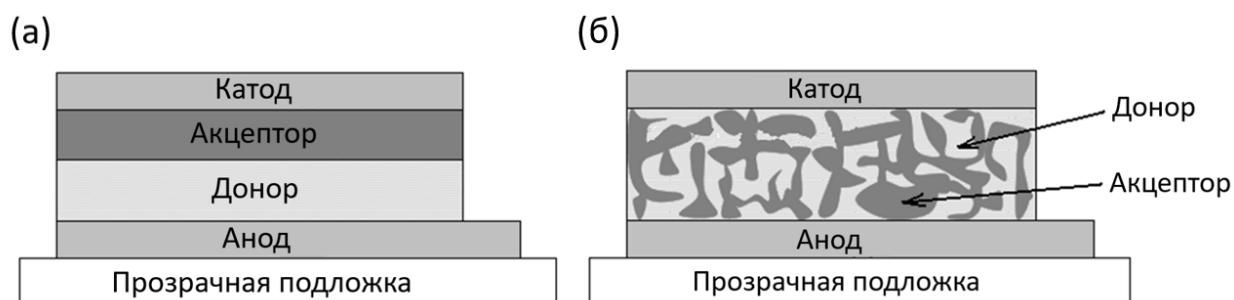 (а)
Катод
Акцептор
Донор
Анод
Прозрачная подложка
(б)
Катод
Донор
Акцептор
Анод
Прозрачная подложка